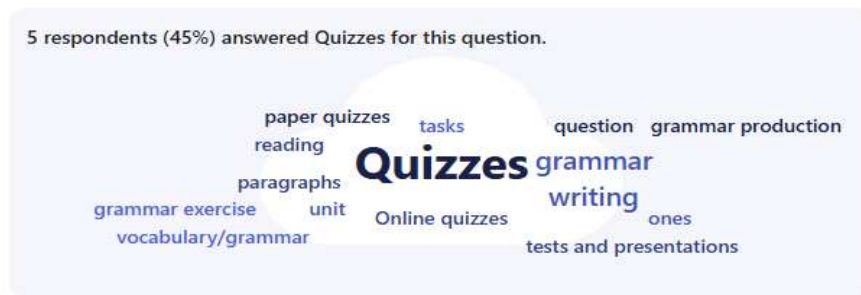 5 respondents (45%) answered Quizzes for this question.
paper quizzes tasks question grammar production
reading
Quizzes grammar
paragraphs
writing
grammar exercise unit Online quizzes ones
vocabulary/grammar
tests and presentations